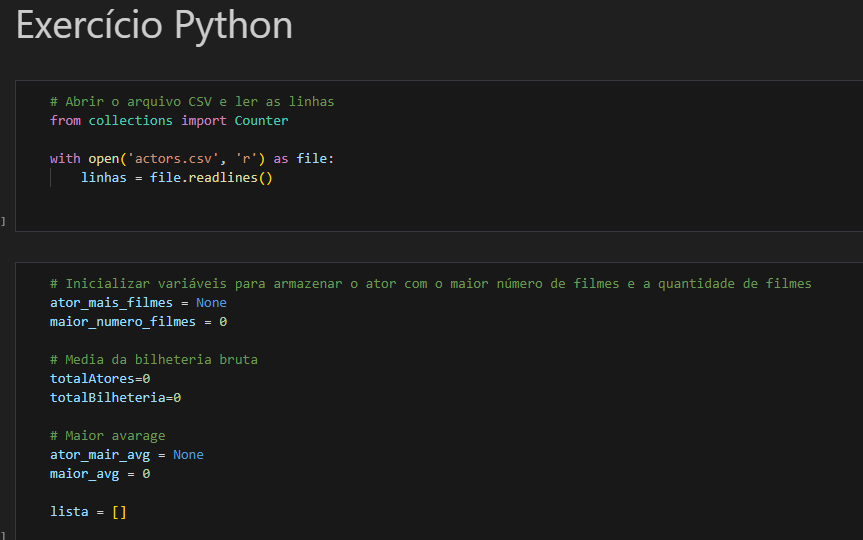 Exercício Python
# Abrir o arquivo CSV e ler as linhas
from collections import Counter
with open('actors.csv', 'r') as file:
    linhas = file.readlines()
]
# Inicializar variáveis para armazenar o ator com o maior número de filmes e a quantidade de filmes
ator_mais_filmes = None
maior_numero_filmes = 0
# Media da bilheteria bruta
totalAtores=0
totalBilheteria=0
# Maior avarage
ator_mair_avg = None
maior_avg = 0
lista = []
]